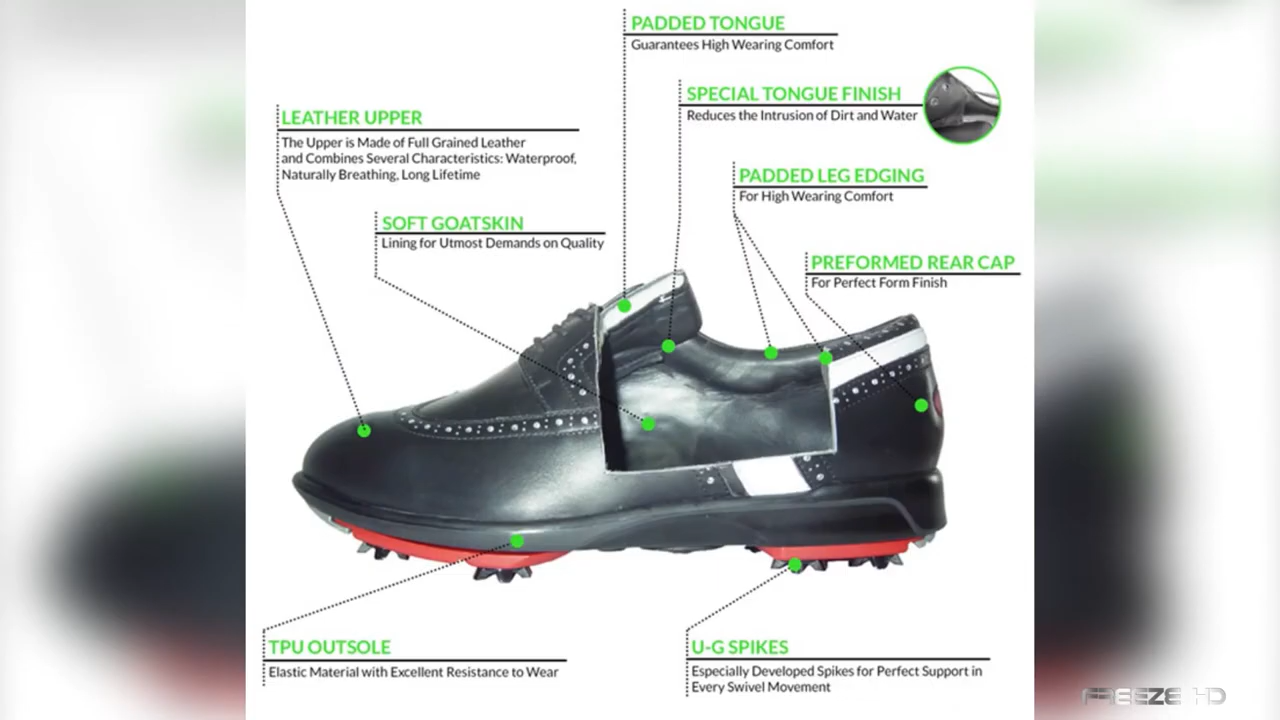 PADDED TONGUE
Guarantees High Wearing Comfort
SPECIAL TONGUE FINISH
Reduces the Intrusion of Dirt and Water
LEATHER UPPER
The Upper is Made of Full Grained Leather
and Combines Several Characteristics: Waterproof,
Naturally Breathing, Long Lifetime
PADDED LEG EDGING
For High Wearing Comfort
SOFT GOATSKIN
Lining for Utmost Demands on Quality
PREFORMED REAR CAP
For Perfect Form Finish
TPU OUTSOLE
Elastic Material with Excellent Resistance to Wear
U-G SPIKES
Especially Developed Spikes for Perfect Support in
Every Swivel Movement
FREEZE HD